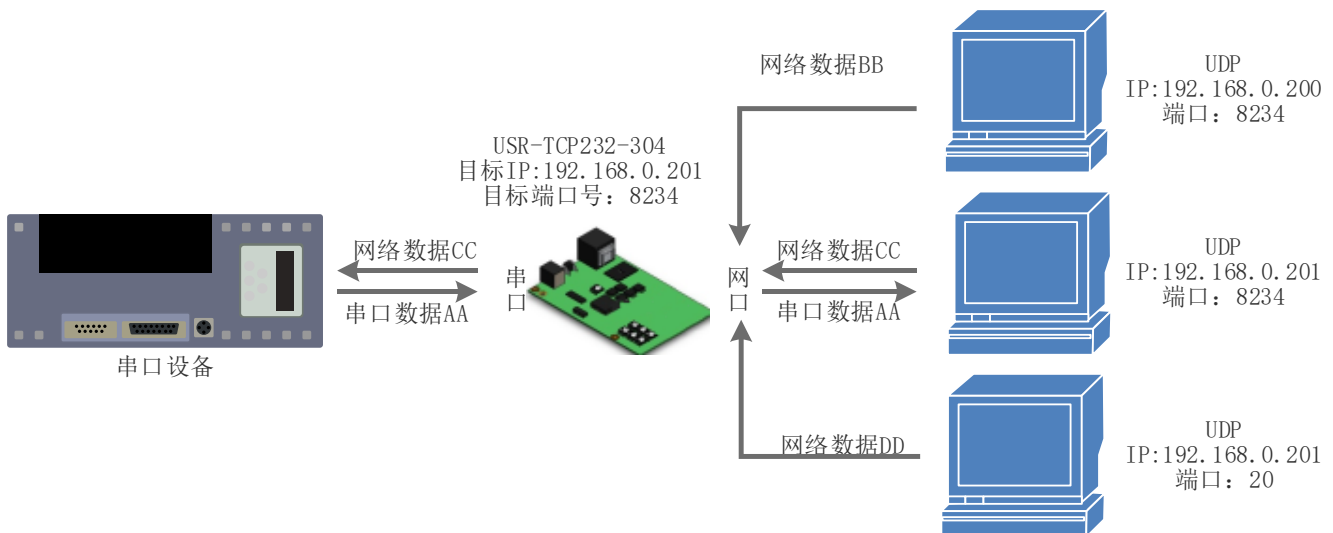 网络数据BB
UDP
IP:192.168.0.200
端口：8234
USR-TCP232-304
目标IP:192.168.0.201
目标端口号：8234
网络数据CC
串口数据AA
串口
网口
网络数据CC
串口数据AA
UDP
IP:192.168.0.201
端口：8234
串口设备
网络数据DD
UDP
IP:192.168.0.201
端口：20